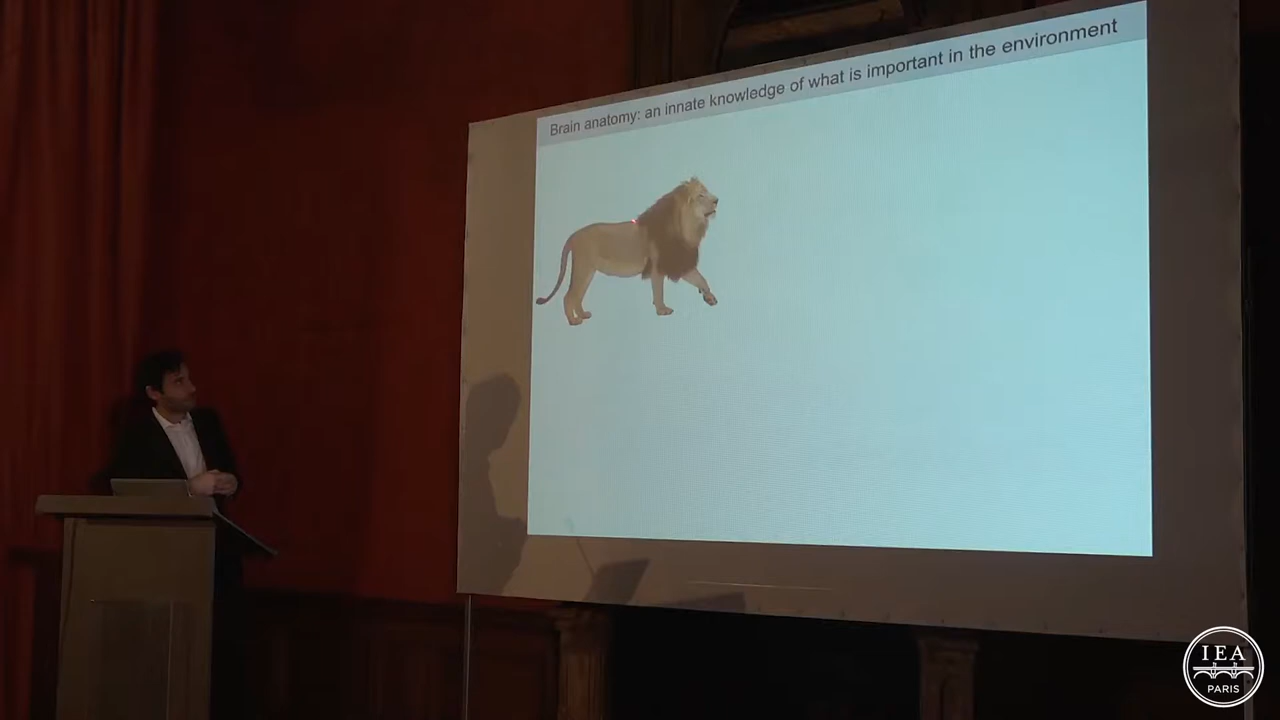 Brain anatomy: an innate knowledge of what is important in the environment
IEA
PARIS